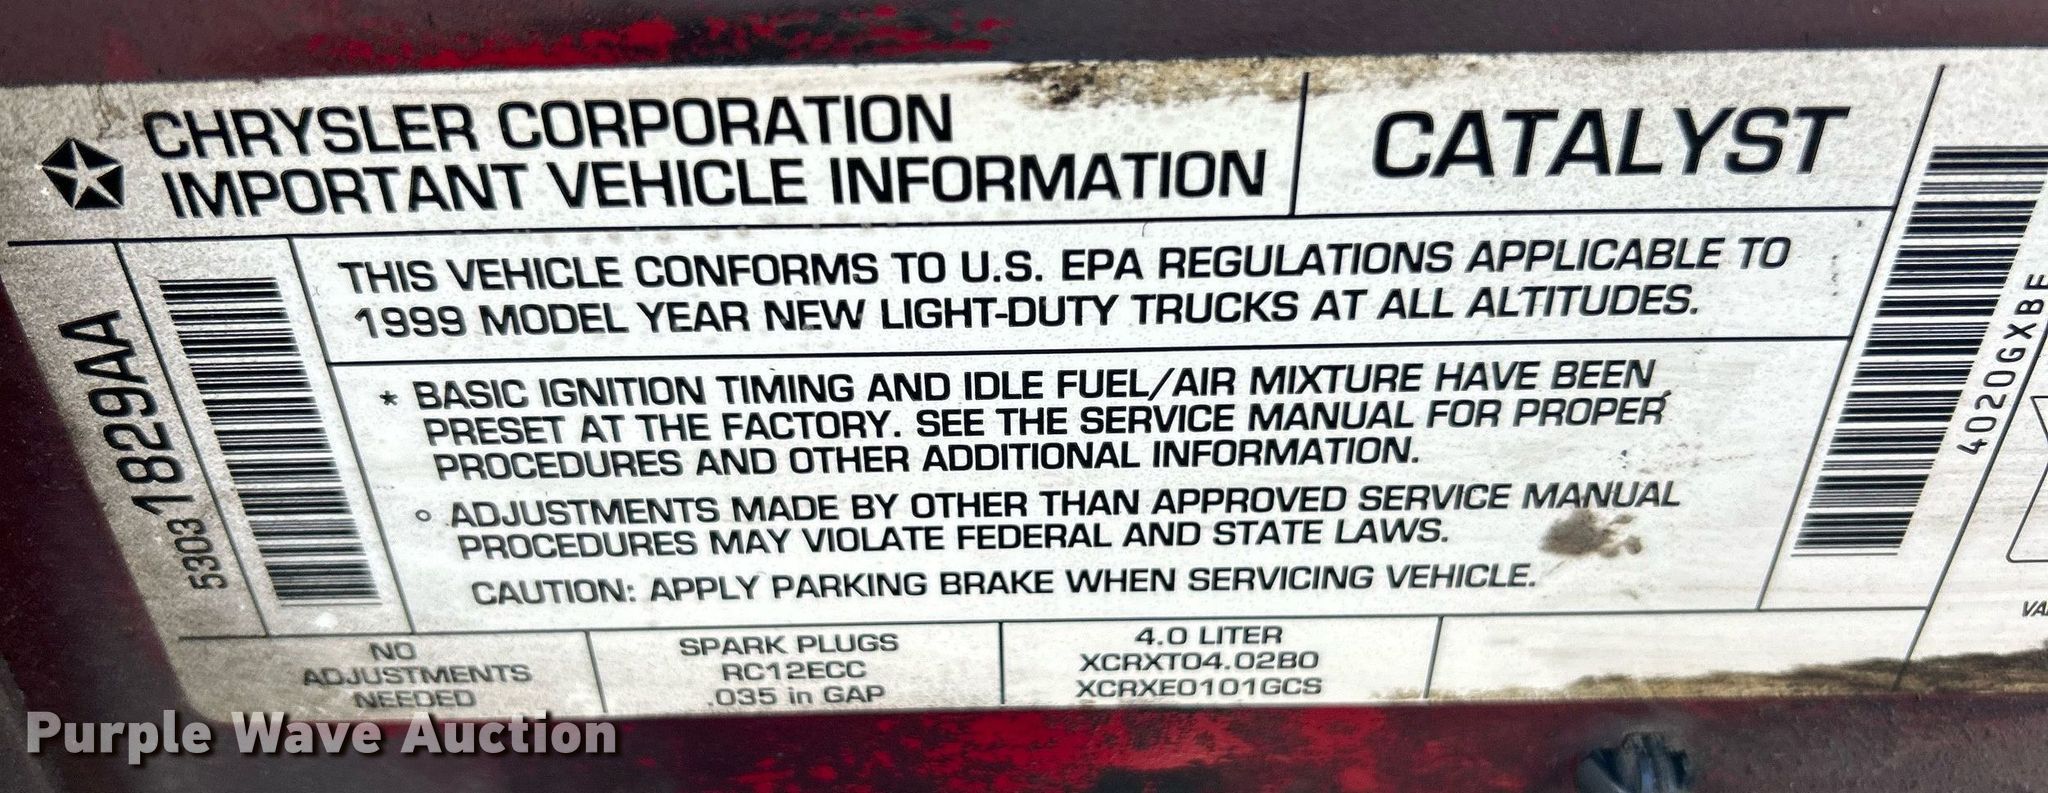 CHRYSLER CORPORATION
IMPORTANT VEHICLE INFORMATION
CATALYST
53031829AA
THIS VEHICLE CONFORMS TO U.S. EPA REGULATIONS APPLICABLE TO
1999 MODEL YEAR NEW LIGHT-DUTY TRUCKS AT ALL ALTITUDES.
* BASIC IGNITION TIMING AND IDLE FUEL/AIR MIXTURE HAVE BEEN
PRESET AT THE FACTORY. SEE THE SERVICE MANUAL FOR PROPER
PROCEDURES AND OTHER ADDITIONAL INFORMATION.
° ADJUSTMENTS MADE BY OTHER THAN APPROVED SERVICE MANUAL
PROCEDURES MAY VIOLATE FEDERAL AND STATE LAWS.
CAUTION: APPLY PARKING BRAKE WHEN SERVICING VEHICLE.
4020GXBE
NO
ADJUSTMENTS
NEEDED
SPARK PLUGS
RC12ECC
.035 in GAP
4.0 LITER
XCRXT04.02B0
XCRXE0101GCS
Purple Wave Auction